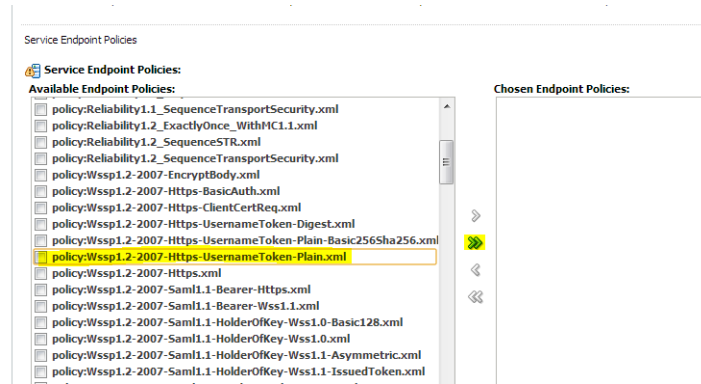 Service Endpoint Policies
Service Endpoint Policies:
Available Endpoint Policies:
Chosen Endpoint Policies:
policy:Reliability1.1_SequenceTransportSecurity.xml
policy:Reliability1.2_ExactlyOnce_WithMC1.1.xml
policy:Reliability1.2_SequenceSTR.xml
policy:Reliability1.2_SequenceTransportSecurity.xml
policy:Wssp1.2-2007-EncryptBody.xml
policy:Wssp1.2-2007-Https-BasicAuth.xml
policy:Wssp1.2-2007-Https-ClientCertReq.xml
policy:Wssp1.2-2007-Https-UsernameToken-Digest.xml
policy:Wssp1.2-2007-Https-UsernameToken-Plain-Basic256Sha256.xml
policy:Wssp1.2-2007-Https-UsernameToken-Plain.xml
policy:Wssp1.2-2007-Https.xml
policy:Wssp1.2-2007-Saml1.1-Bearer-Https.xml
policy:Wssp1.2-2007-Saml1.1-Bearer-Wss1.1.xml
policy:Wssp1.2-2007-Saml1.1-HolderOfKey-Wss1.0-Basic128.xml
policy:Wssp1.2-2007-Saml1.1-HolderOfKey-Wss1.0.xml
policy:Wssp1.2-2007-Saml1.1-HolderOfKey-Wss1.1-Asymmetric.xml
policy:Wssp1.2-2007-Saml1.1-HolderOfKey-Wss1.1-IssuedToken.xml